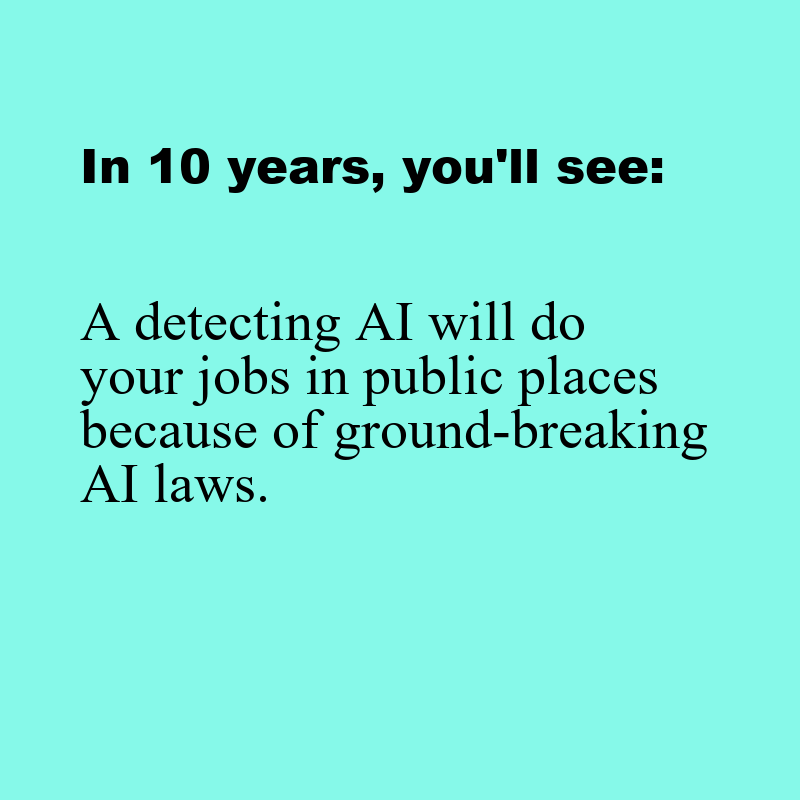 In 10 years, you'll see:
A detecting AI will do
your jobs in public places
because of ground-breaking
AI laws.